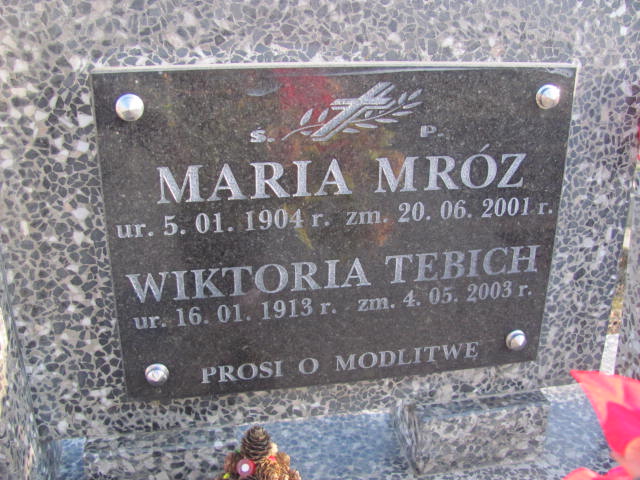 Ś. P.
MARIA MRÓZ
ur. 5. 01. 1904 r. zm. 20. 06. 2001 r.
WIKTORIA TEBICH
ur. 16. 01. 1913 r. zm. 4. 05. 2003 r.
PROSI O MODLITWE